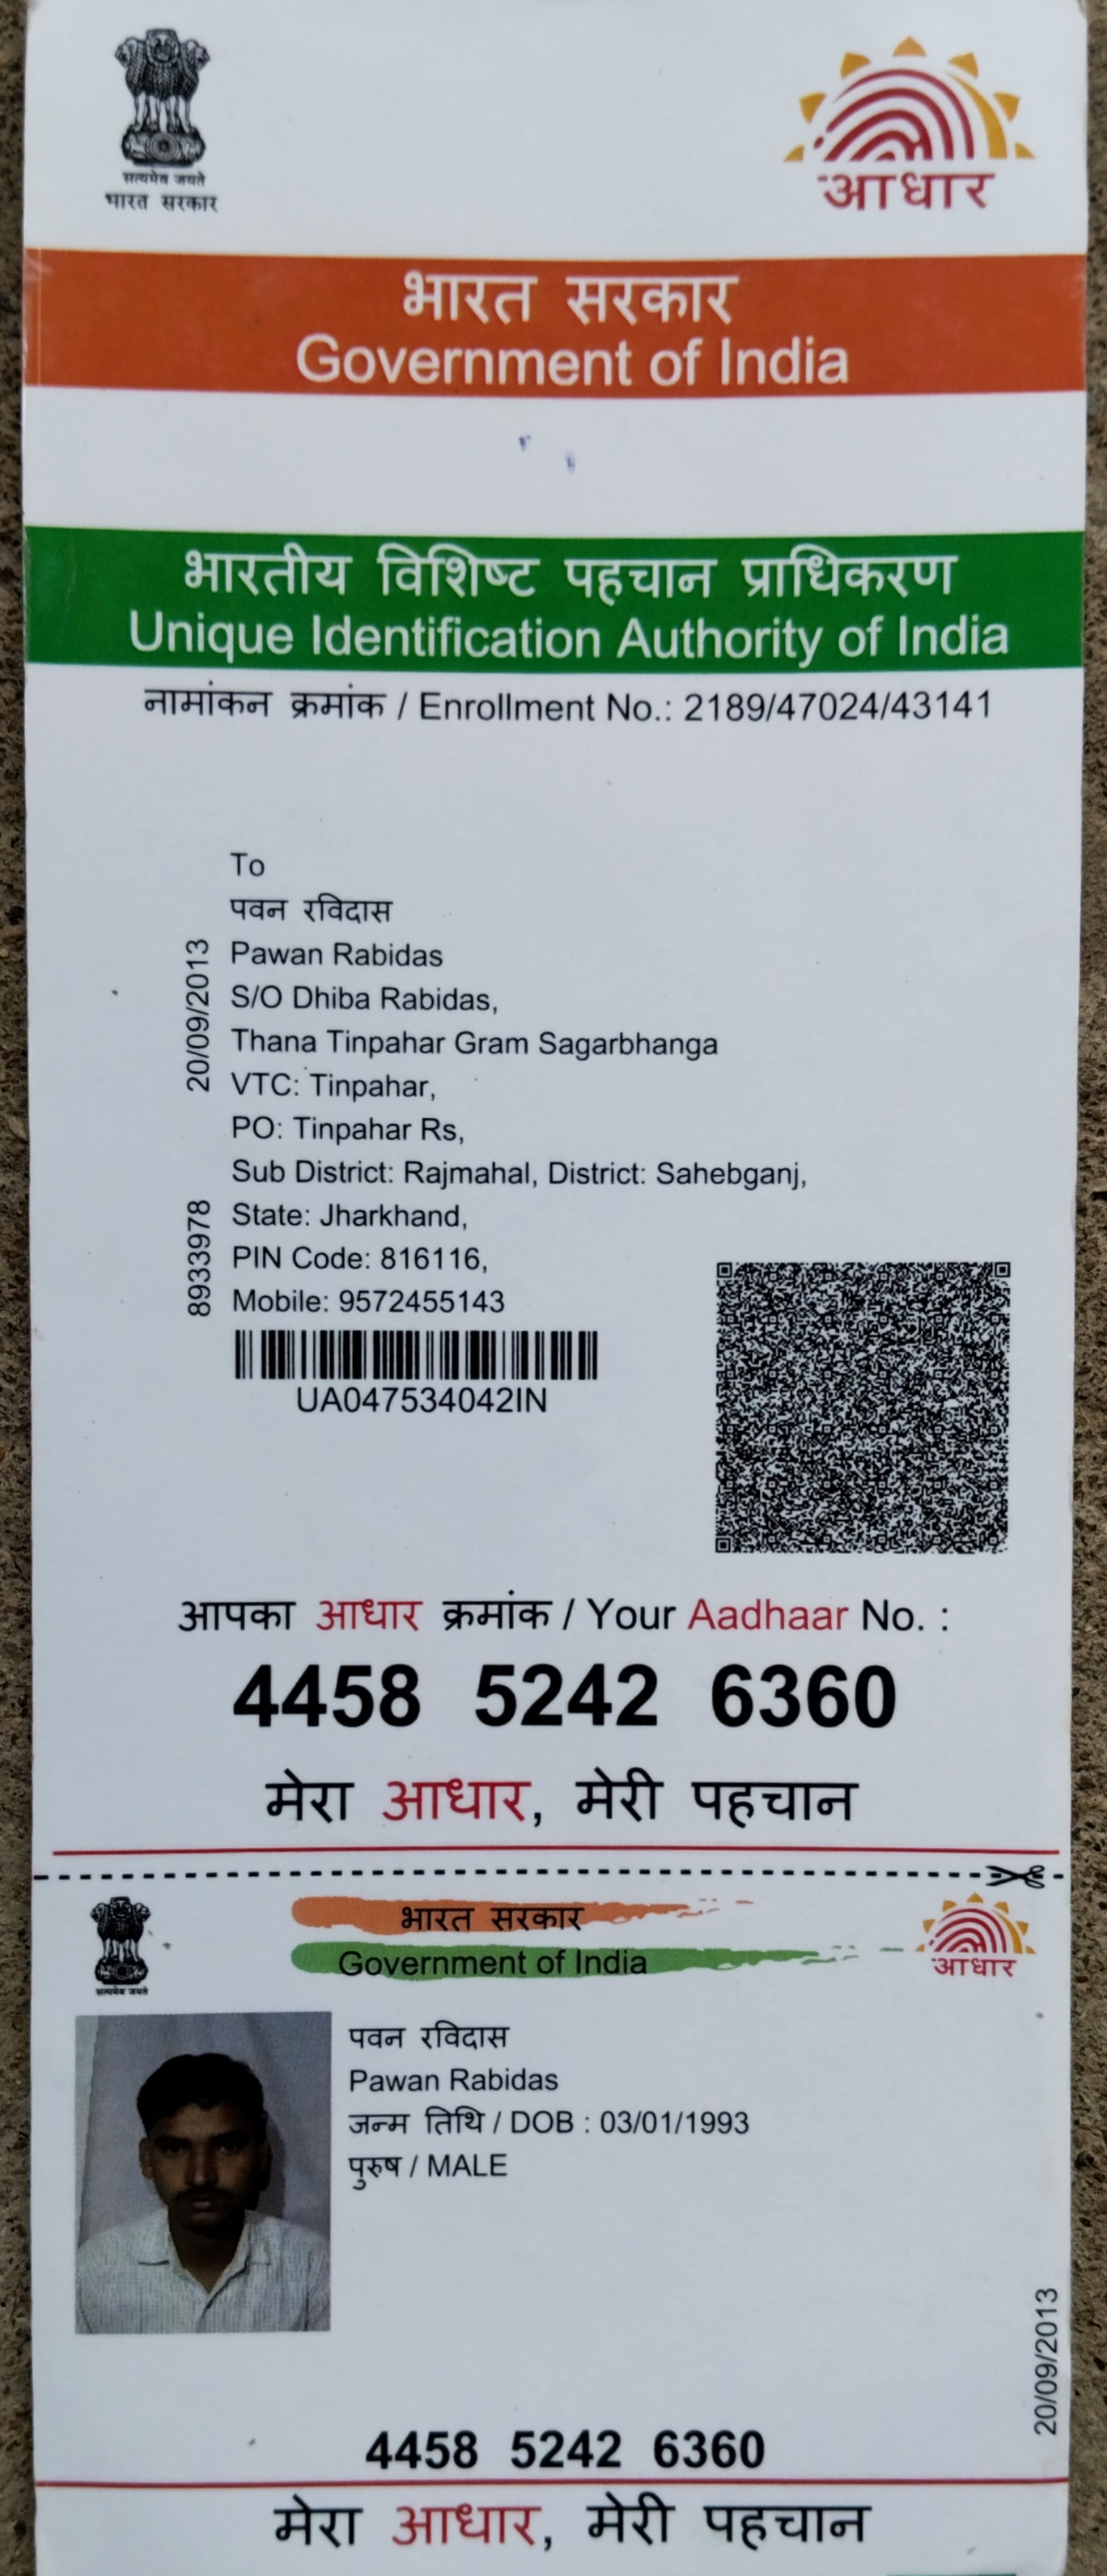 सत्यमेव जयते
भारत सरकार
आधार
भारत सरकार
Government of India
भारतीय विशिष्ट पहचान प्राधिकरण
Unique Identification Authority of India
नामांकन क्रमांक / Enrollment No.: 2189/47024/43141
To
पवन रविदास
Pawan Rabidas
S/O Dhiba Rabidas,
Thana Tinpahar Gram Sagarbhanga
VTC: Tinpahar,
PO: Tinpahar Rs,
Sub District: Rajmahal, District: Sahebganj,
State: Jharkhand,
PIN Code: 816116,
Mobile: 9572455143
20/09/2013
8933978
UA047534042IN
आपका आधार क्रमांक / Your Aadhaar No. :
4458 5242 6360
मेरा आधार, मेरी पहचान
सत्यमेव जयते
भारत सरकार
Government of India
आधार
पवन रविदास
Pawan Rabidas
जन्म तिथि / DOB : 03/01/1993
पुरुष / MALE
20/09/2013
4458 5242 6360
मेरा आधार, मेरी पहचान